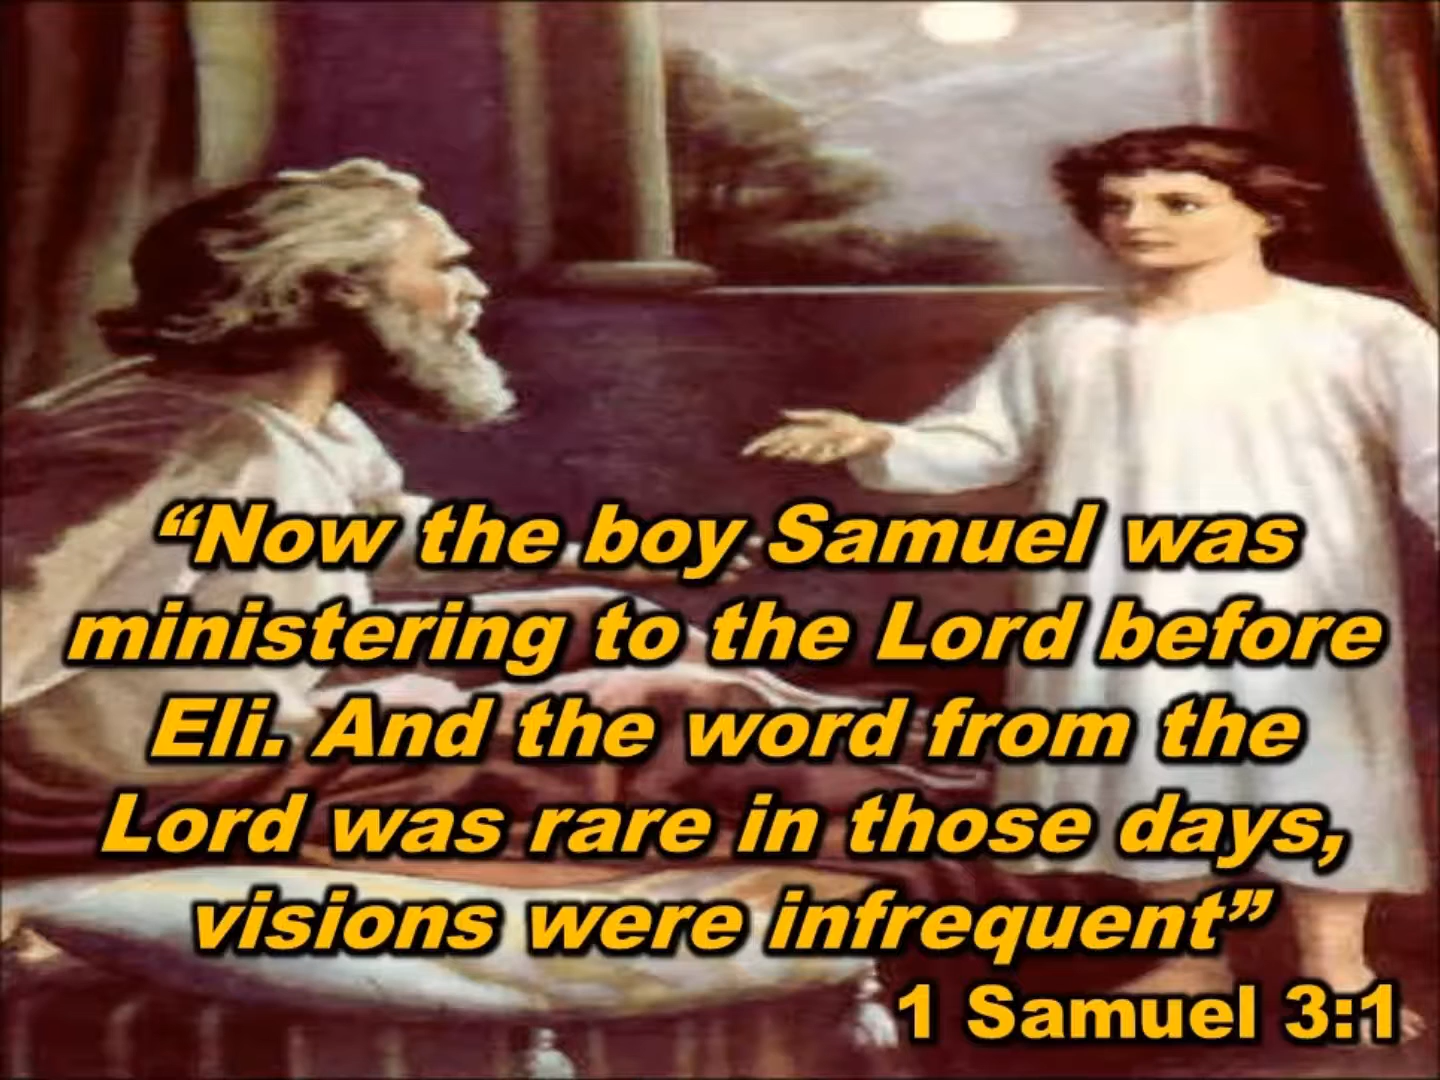 “Now the boy Samuel was
ministering to the Lord before
Eli. And the word from the
Lord was rare in those days,
visions were infrequent”
1 Samuel 3:1